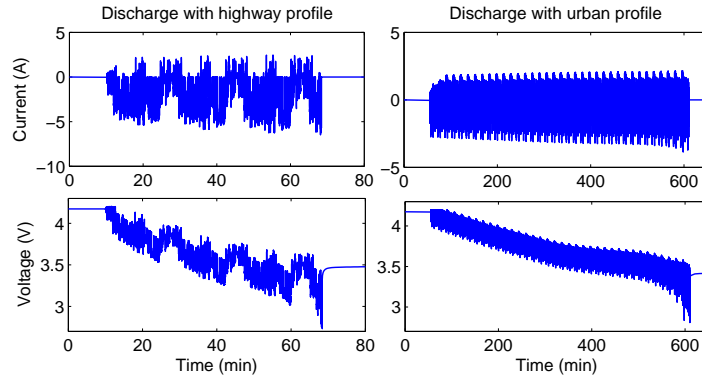 Discharge with highway profile
Discharge with urban profile
Current (A)
5
0
−5
−10
0 20 40 60 80
5
0
−5
0 200 400 600
Voltage (V)
4
3.5
3
0 20 40 60 80
Time (min)
4
3.5
3
0 200 400 600
Time (min)